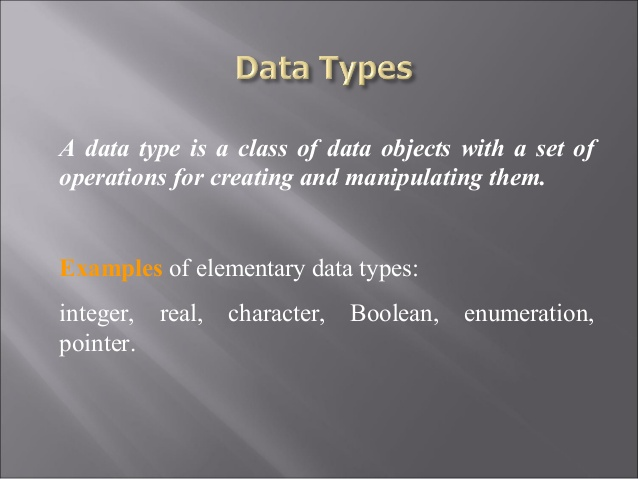 Data Types
A data type is a class of data objects with a set of
operations for creating and manipulating them.
Examples of elementary data types:
integer, real, character, Boolean, enumeration,
pointer.